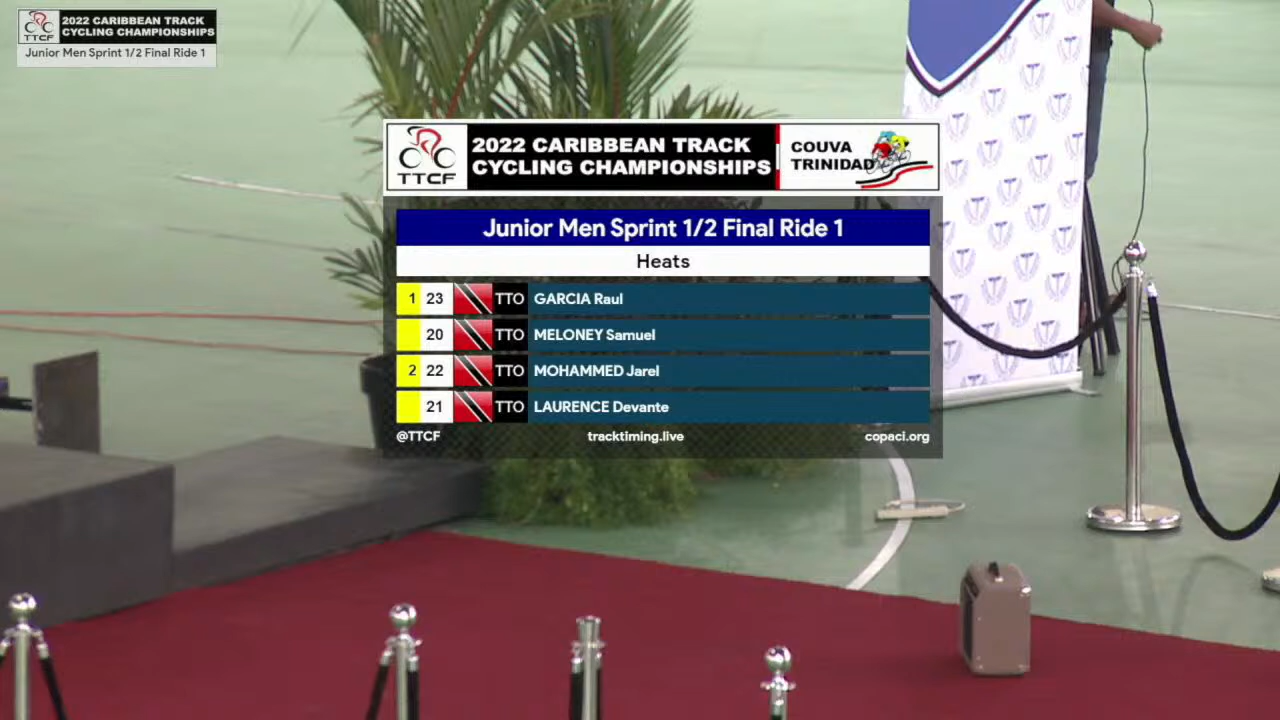 TTCF
2022 CARIBBEAN TRACK
CYCLING CHAMPIONSHIPS
Junior Men Sprint 1/2 Final Ride 1
TTCF
2022 CARIBBEAN TRACK
CYCLING CHAMPIONSHIPS
COUVA
TRINIDAD
Junior Men Sprint 1/2 Final Ride 1
Heats
1 23 TTO GARCIA Raul
20 TTO MELONEY Samuel
2 22 TTO MOHAMMED Jarel
21 TTO LAURENCE Devante
@TTCF tracktiming.live copaci.org